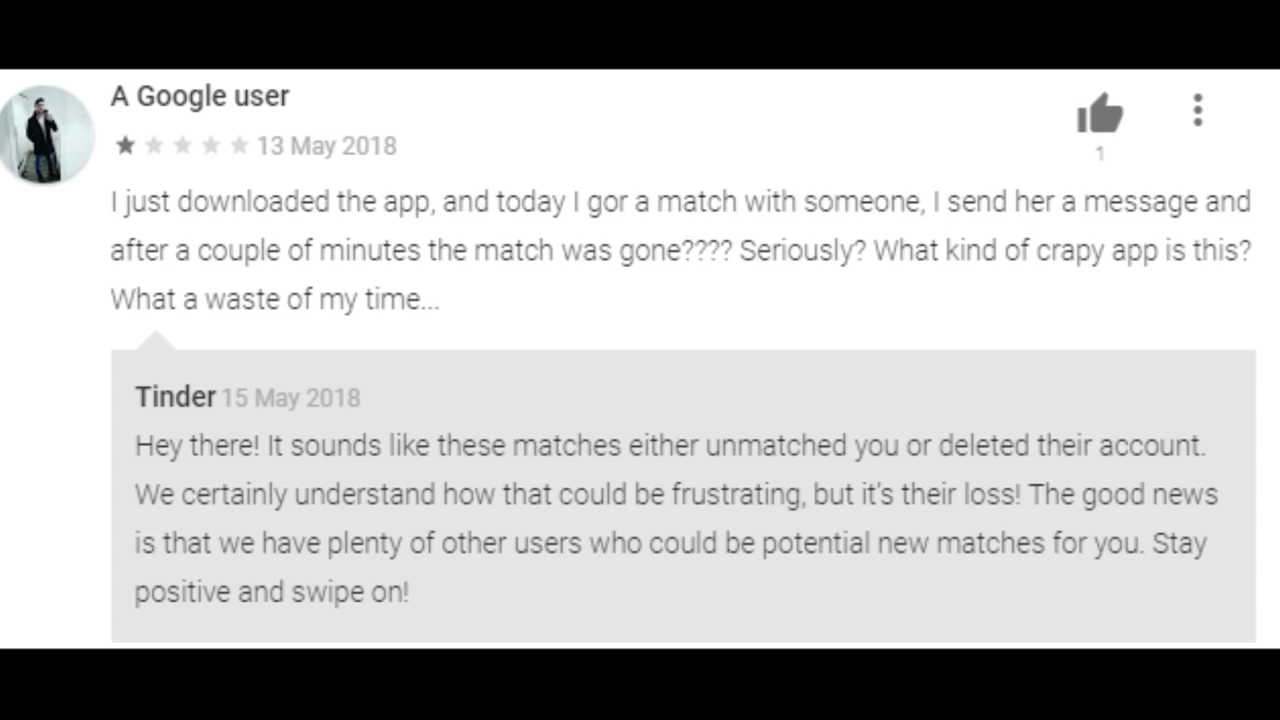 A Google user
13 May 2018
1
I just downloaded the app, and today I gor a match with someone, I send her a message and
after a couple of minutes the match was gone???? Seriously? What kind of crapy app is this?
What a waste of my time...
Tinder 15 May 2018
Hey there! It sounds like these matches either unmatched you or deleted their account.
We certainly understand how that could be frustrating, but it's their loss! The good news
is that we have plenty of other users who could be potential new matches for you. Stay
positive and swipe on!